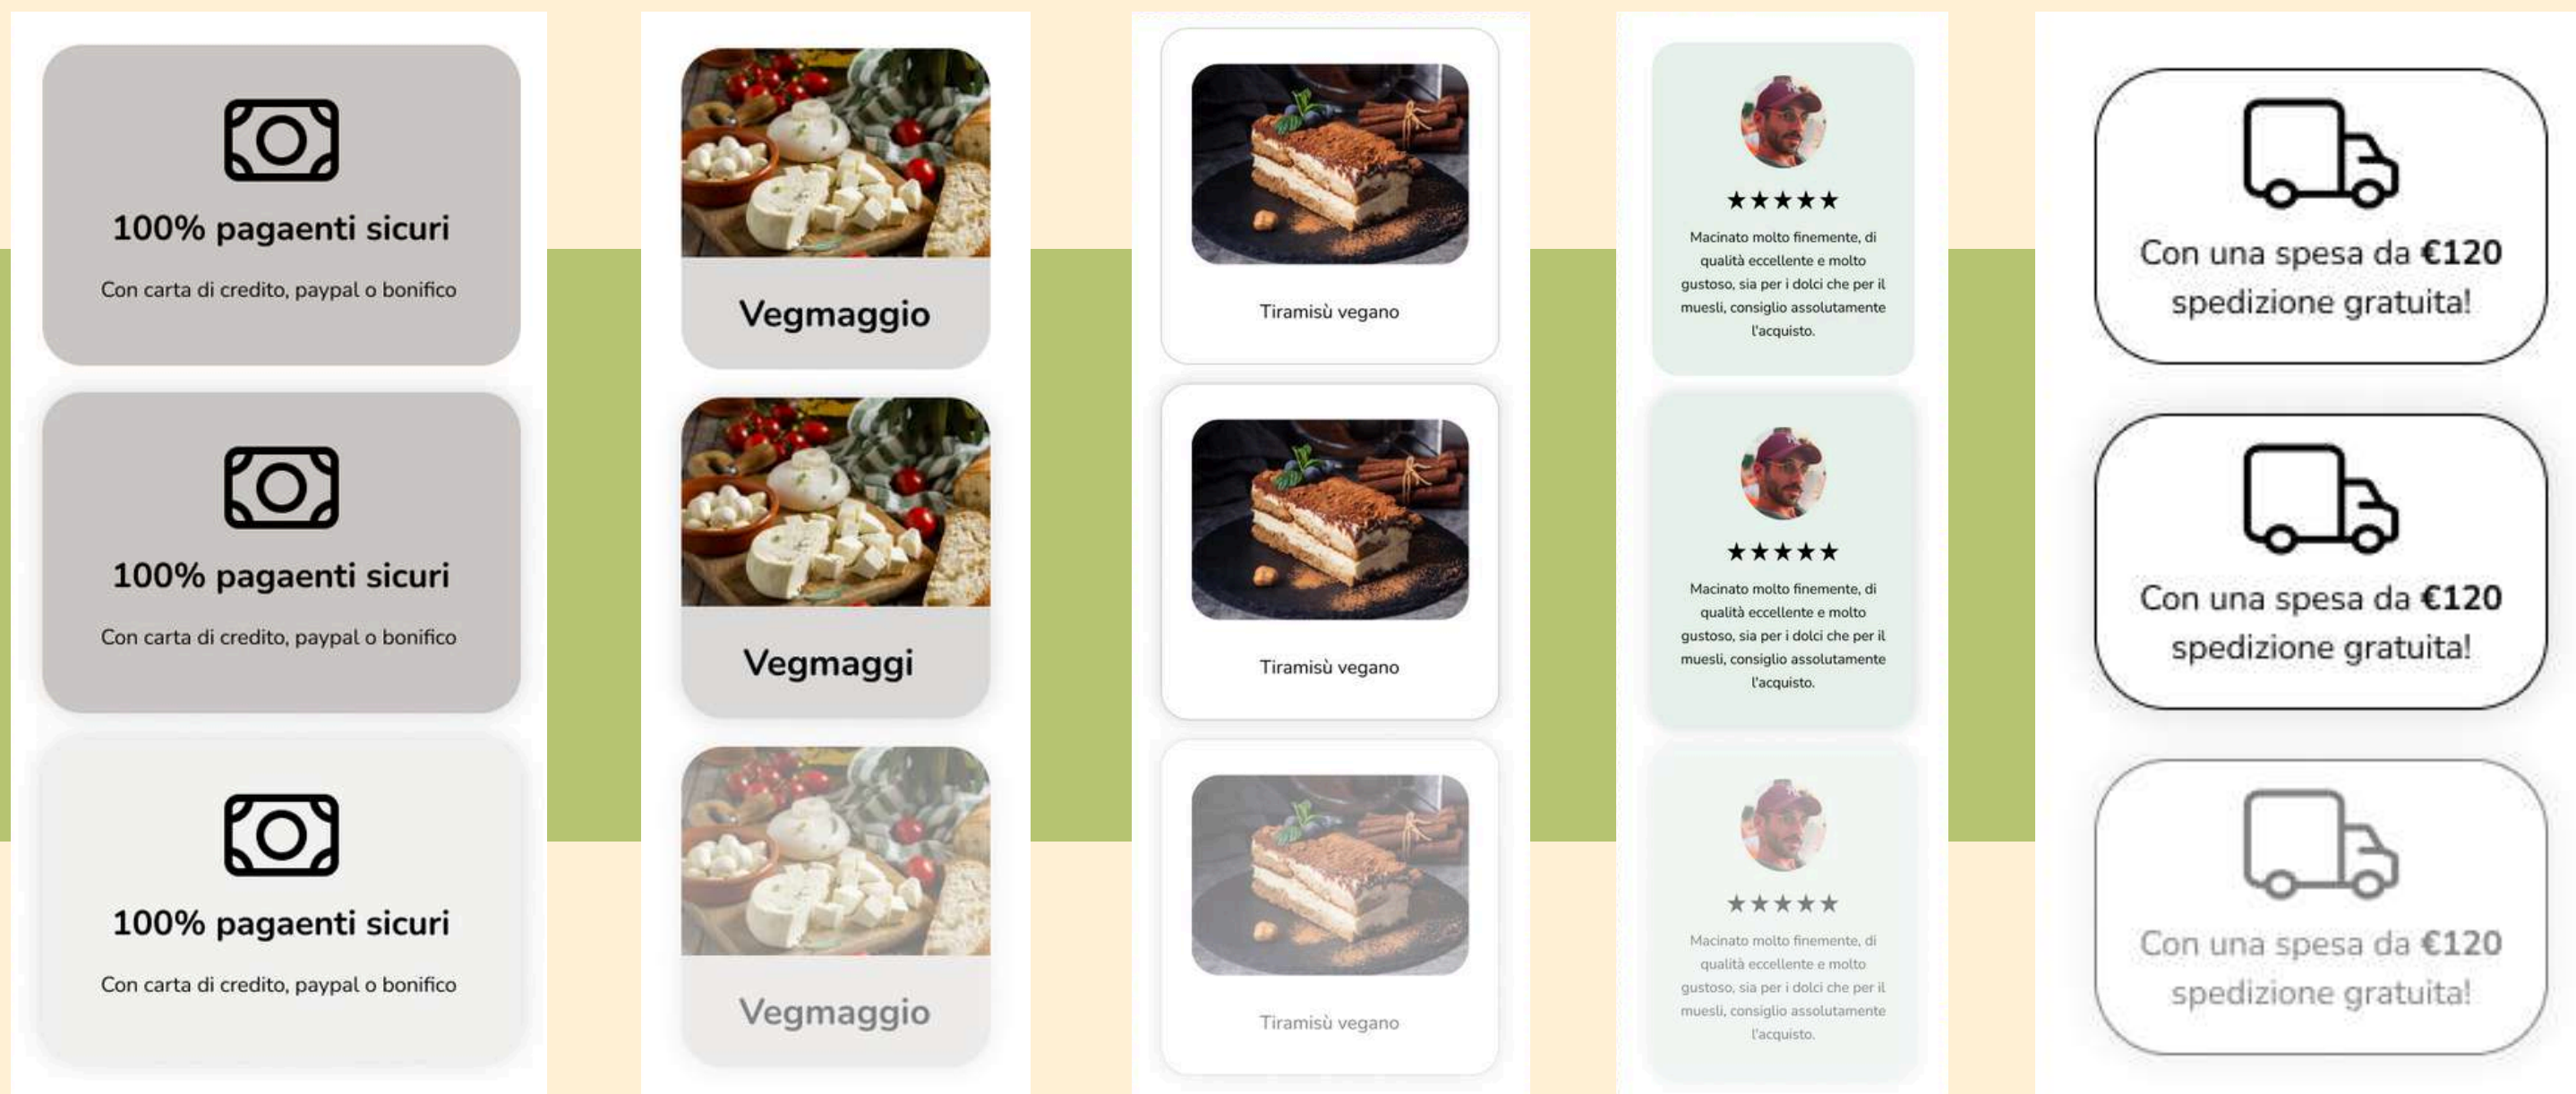 100% pagaenti sicuri
Con carta di credito, paypal o bonifico
100% pagaenti sicuri
Con carta di credito, paypal o bonifico
100% pagaenti sicuri
Con carta di credito, paypal o bonifico
Vegmaggio
Vegmaggi
Vegmaggio
Tiramisù vegano
Tiramisù vegano
Tiramisù vegano
★★★★★
Macinato molto finemente, di
qualità eccellente e molto
gustoso, sia per i dolci che per il
muesli, consiglio assolutamente
l'acquisto.
★★★★★
Macinato molto finemente, di
qualità eccellente e molto
gustoso, sia per i dolci che per il
muesli, consiglio assolutamente
l'acquisto.
★★★★★
Macinato molto finemente, di
qualità eccellente e molto
gustoso, sia per i dolci che per il
muesli, consiglio assolutamente
l'acquisto.
Con una spesa da €120
spedizione gratuita!
Con una spesa da €120
spedizione gratuita!
Con una spesa da €120
spedizione gratuita!